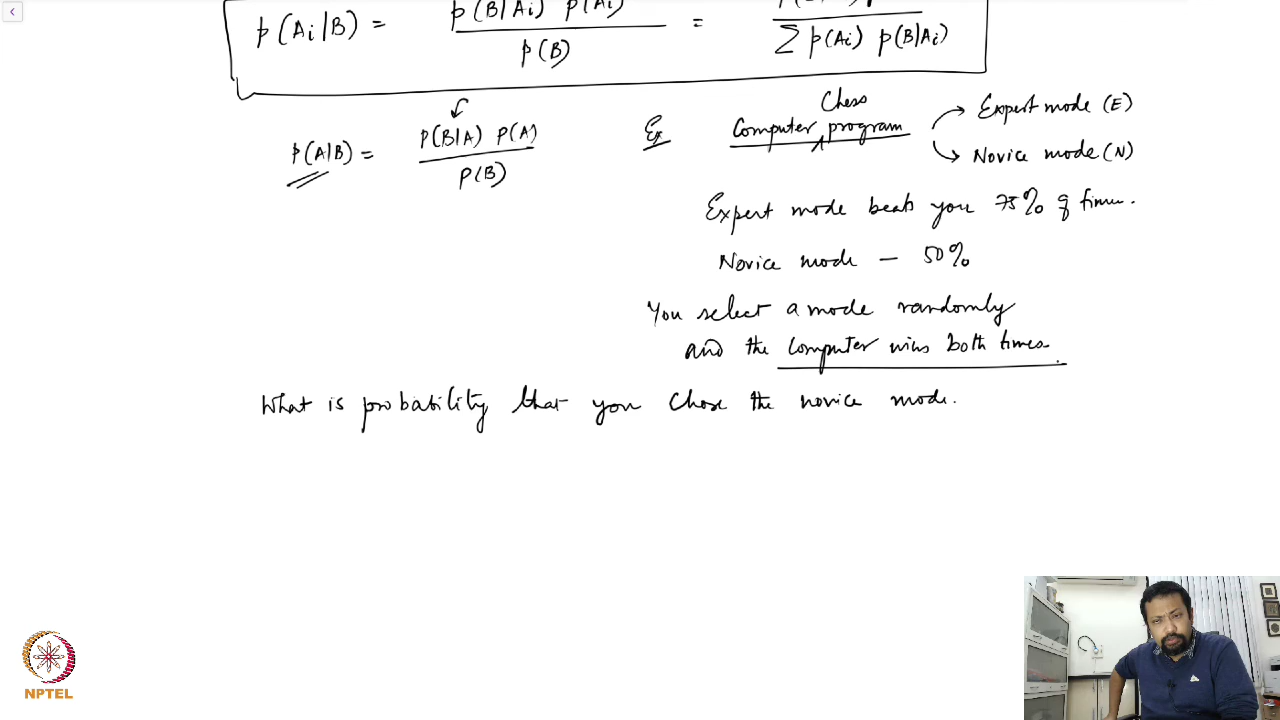 p(Ai|B) = p(B|Ai) p(Ai) / p(B) = / ∑ p(Ai) p(B|Ai)
p(A|B) = P(B|A) P(A) / P(B)
Ex Computer Chess program
Expert mode (E)
Novice mode (N)
Expert mode beats you 75% of times.
Novice mode – 50%
You select a mode randomly
and the computer wins both times.
What is probability that you chose the novice mode.
NPTEL